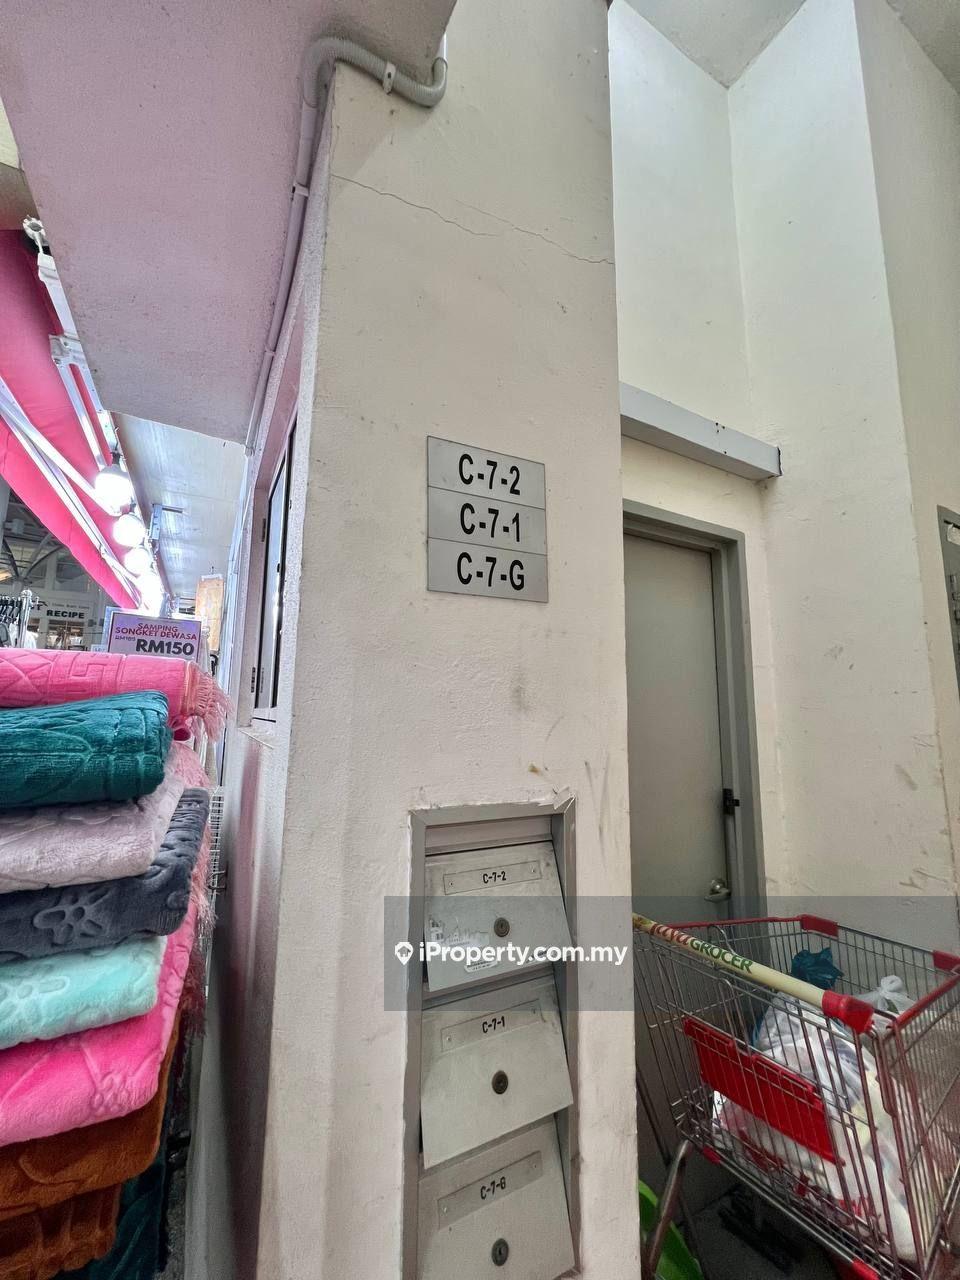 C-7-2
C-7-1
C-7-G
RECIPE
SAMPING
SONGKET DEWASA
RM189 RM150
C-7-2
iProperty.com.my
C-7-1
C-7-G
GROCER